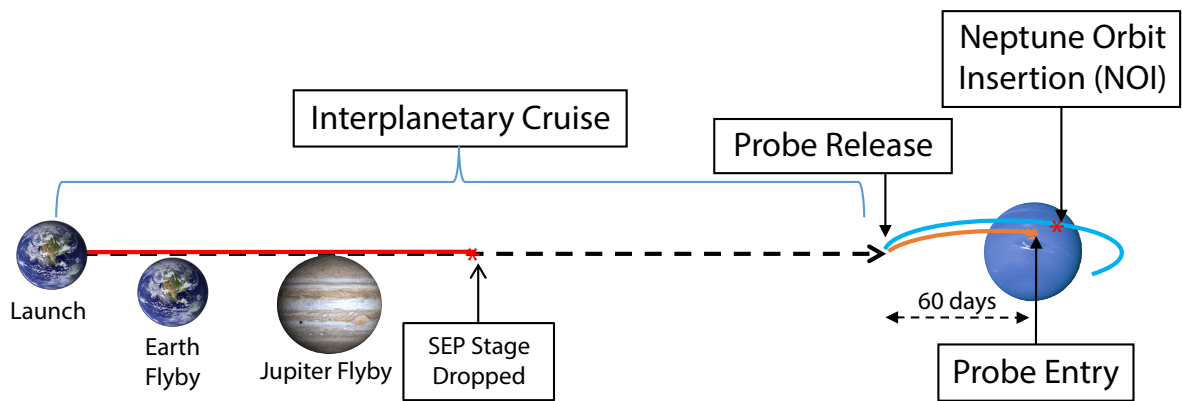 Neptune Orbit
Insertion (NOI)
Interplanetary Cruise
Probe Release
Launch
Earth
Flyby
Jupiter Flyby
SEP Stage
Dropped
60 days
Probe Entry